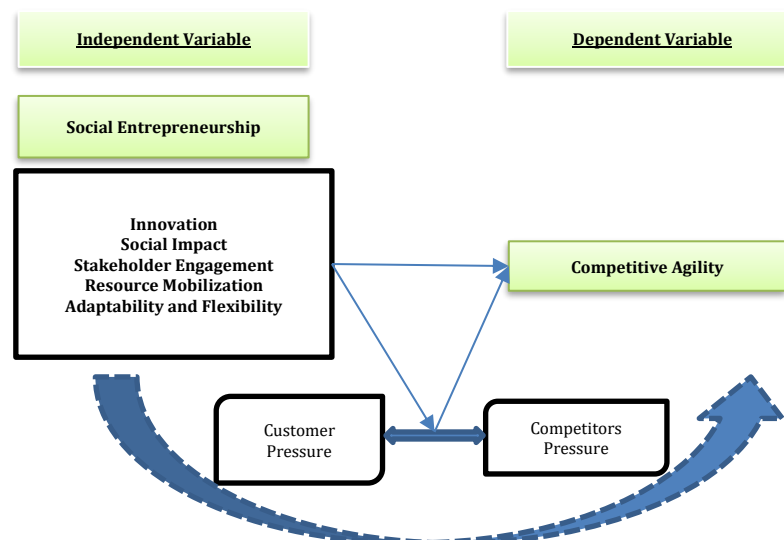 Independent Variable
Dependent Variable
Social Entrepreneurship
Innovation
Social Impact
Stakeholder Engagement
Resource Mobilization
Adaptability and Flexibility
Competitive Agility
Customer
Pressure
Competitors
Pressure